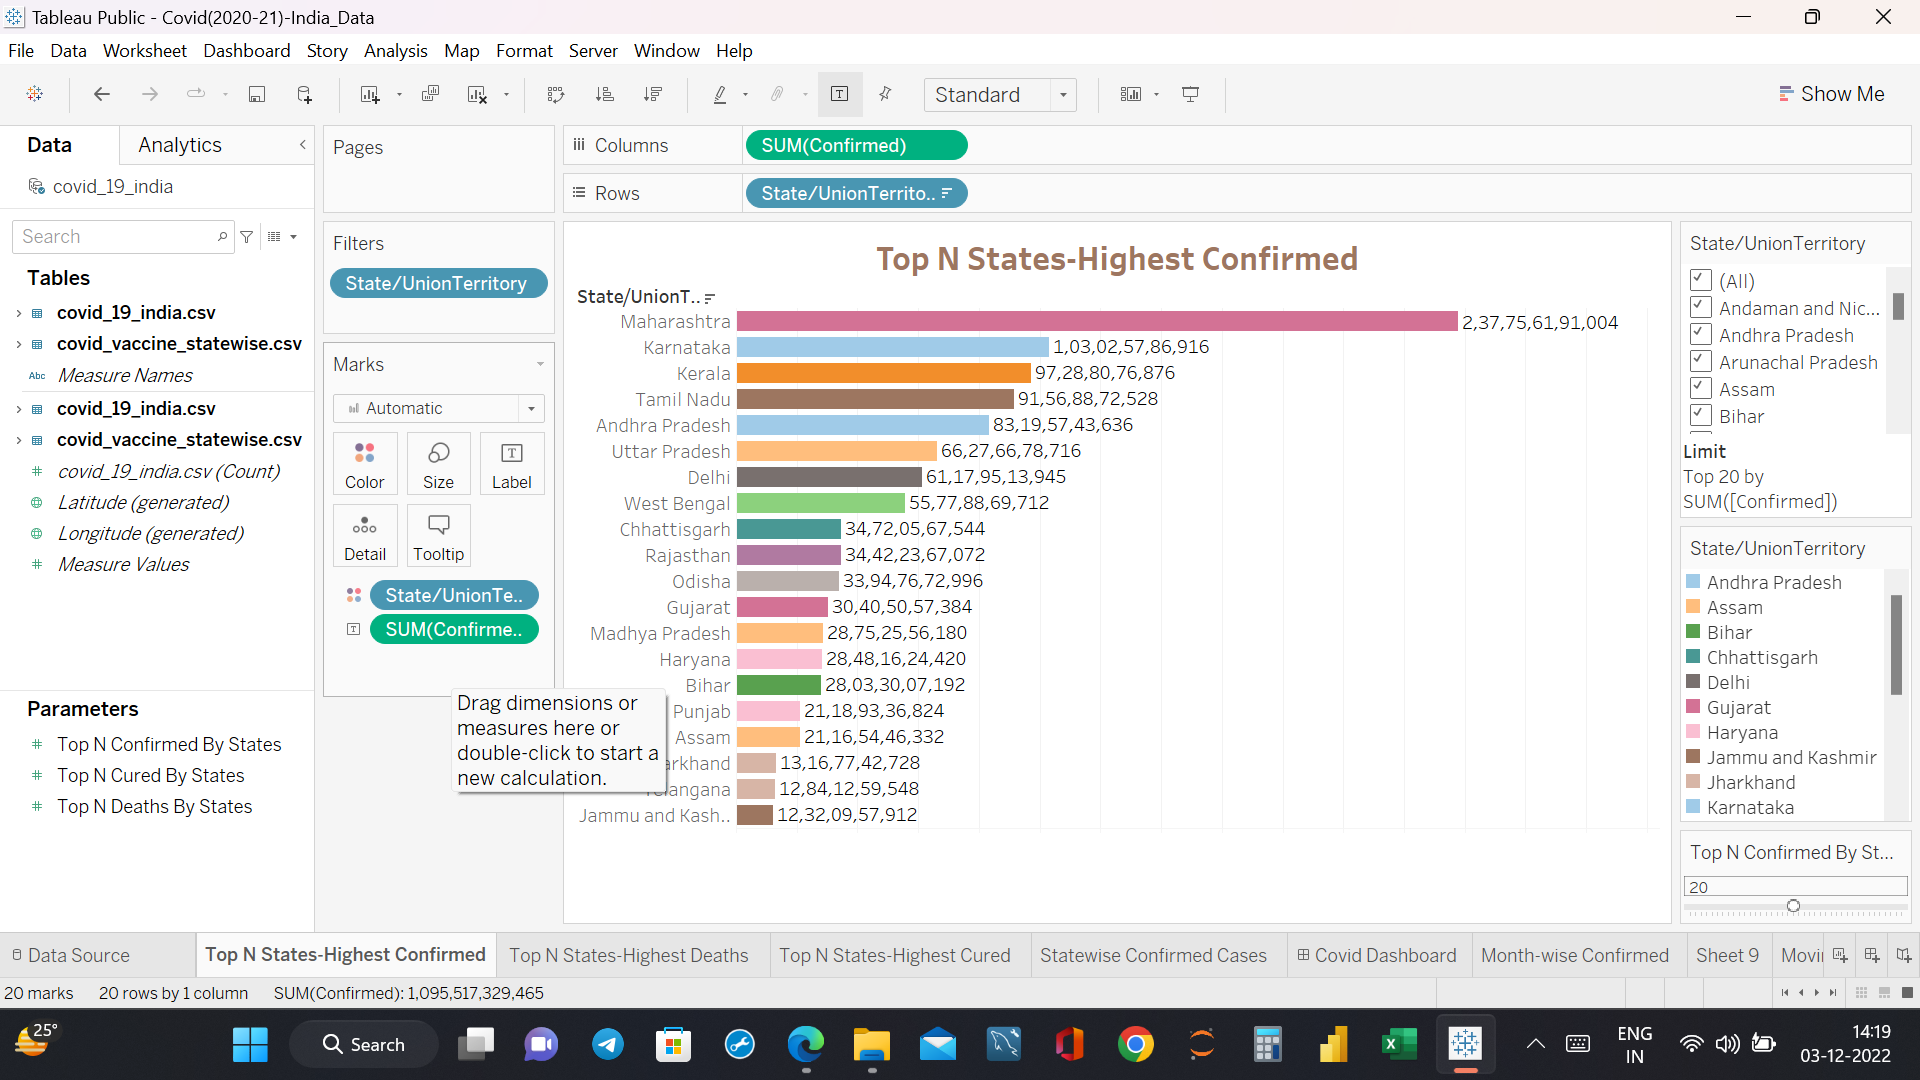 Tableau Public - Covid(2020-21)-India_Data
File Data Worksheet Dashboard Story Analysis Map Format Server Window Help
Standard
Show Me
Data
Analytics
covid_19_india
Search
Tables
covid_19_india.csv
covid_vaccine_statewise.csv
Abc Measure Names
covid_19_india.csv
covid_vaccine_statewise.csv
covid_19_india.csv (Count)
Latitude (generated)
Longitude (generated)
Measure Values
Parameters
Top N Confirmed By States
Top N Cured By States
Top N Deaths By States
Pages
Filters
State/UnionTerritory
Marks
Automatic
Color
Size
Label
Detail
Tooltip
State/UnionTe..
SUM(Confirme..
Drag dimensions or
measures here or
double-click to start a
new calculation.
Columns
SUM(Confirmed)
Rows
State/UnionTerrito..
Top N States-Highest Confirmed
State/UnionT..
Maharashtra 2,37,75,61,91,004
Karnataka 1,03,02,57,86,916
Kerala 97,28,80,76,876
Tamil Nadu 91,56,88,72,528
Andhra Pradesh 83,19,57,43,636
Uttar Pradesh 66,27,66,78,716
Delhi 61,17,95,13,945
West Bengal 55,77,88,69,712
Chhattisgarh 34,72,05,67,544
Rajasthan 34,42,23,67,072
Odisha 33,94,76,72,996
Gujarat 30,40,50,57,384
Madhya Pradesh 28,75,25,56,180
Haryana 28,48,16,24,420
Bihar 28,03,30,07,192
Punjab 21,18,93,36,824
Assam 21,16,54,46,332
arkhand 13,16,77,42,728
Telangana 12,84,12,59,548
Jammu and Kash.. 12,32,09,57,912
State/UnionTerritory
(All)
Andaman and Nic...
Andhra Pradesh
Arunachal Pradesh
Assam
Bihar
Limit
Top 20 by
SUM([Confirmed])
State/UnionTerritory
Andhra Pradesh
Assam
Bihar
Chhattisgarh
Delhi
Gujarat
Haryana
Jammu and Kashmir
Jharkhand
Karnataka
Top N Confirmed By St...
20
Data Source
Top N States-Highest Confirmed
Top N States-Highest Deaths
Top N States-Highest Cured
Statewise Confirmed Cases
Covid Dashboard
Month-wise Confirmed
Sheet 9
Movi
20 marks 20 rows by 1 column SUM(Confirmed): 1,095,517,329,465
25°
Search
ENG
IN
14:19
03-12-2022